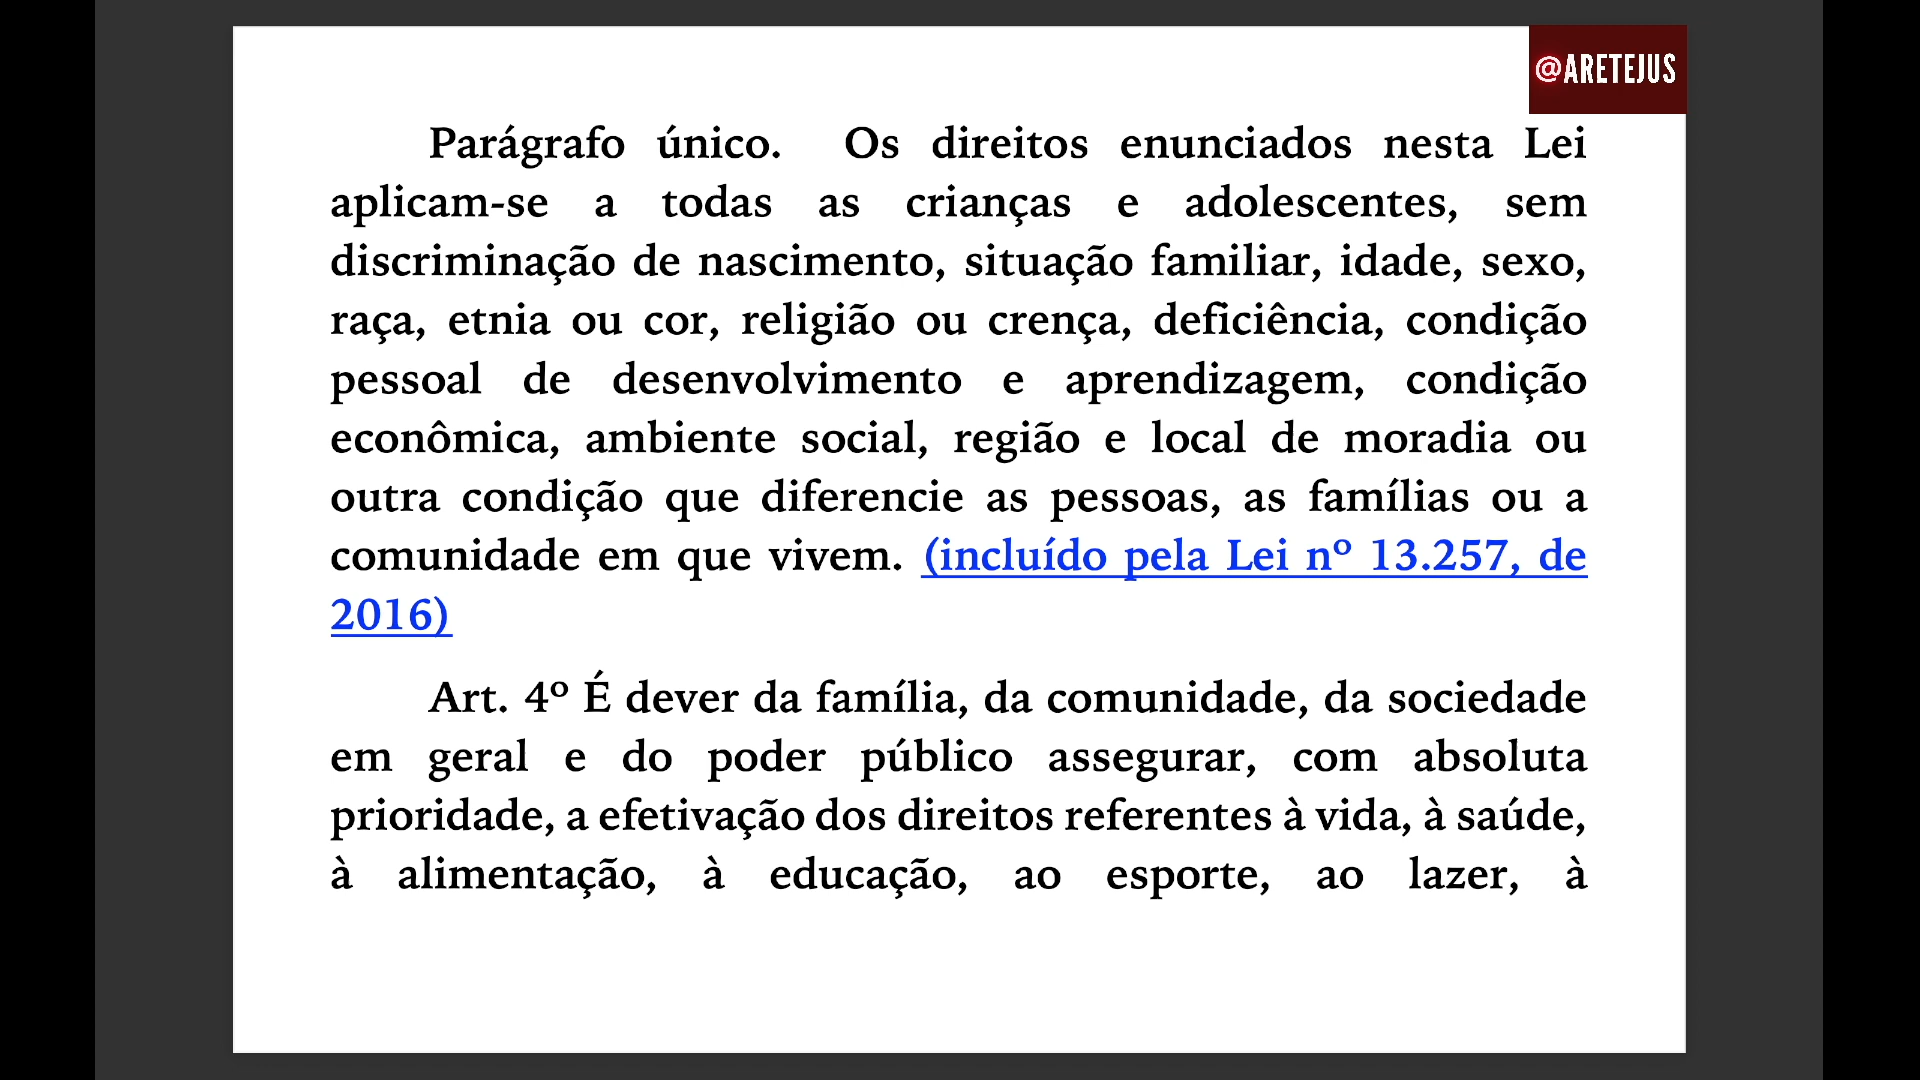 @ARETEJUS
Parágrafo único. Os direitos enunciados nesta Lei
aplicam-se a todas as crianças e adolescentes, sem
discriminação de nascimento, situação familiar, idade, sexo,
raça, etnia ou cor, religião ou crença, deficiência, condição
pessoal de desenvolvimento e aprendizagem, condição
econômica, ambiente social, região e local de moradia ou
outra condição que diferencie as pessoas, as famílias ou a
comunidade em que vivem. (incluído pela Lei nº 13.257, de
2016)
Art. 4º É dever da família, da comunidade, da sociedade
em geral e do poder público assegurar, com absoluta
prioridade, a efetivação dos direitos referentes à vida, à saúde,
à alimentação, à educação, ao esporte, ao lazer, à